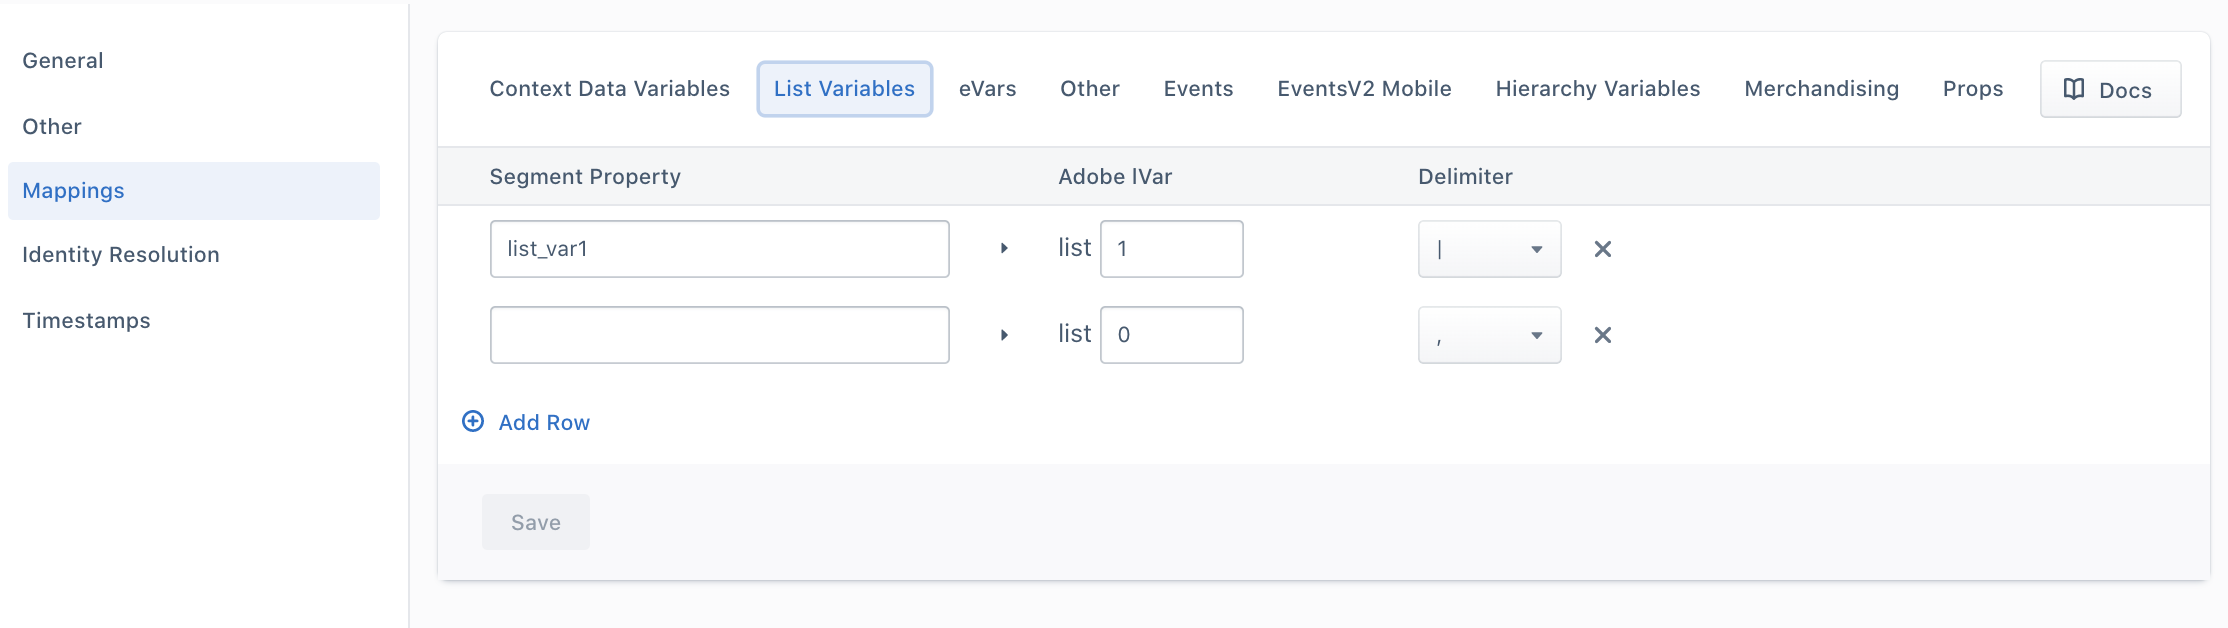 General
Other
Mappings
Identity Resolution
Timestamps
Context Data Variables List Variables eVars Other Events EventsV2 Mobile Hierarchy Variables Merchandising Props Docs
Segment Property Adobe lVar Delimiter
list_var1 list 1 |
list 0 ,
Add Row
Save